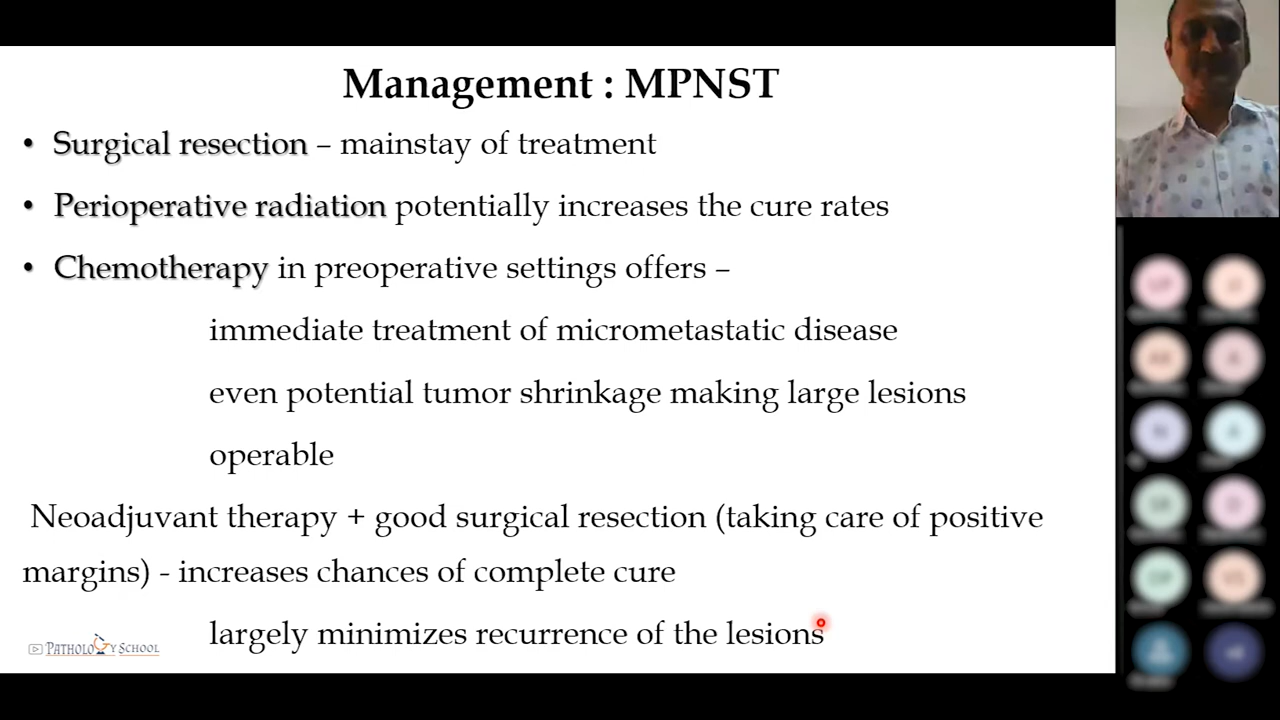 Management : MPNST
• Surgical resection – mainstay of treatment
• Perioperative radiation potentially increases the cure rates
• Chemotherapy in preoperative settings offers –
immediate treatment of micrometastatic disease
even potential tumor shrinkage making large lesions
operable
Neoadjuvant therapy + good surgical resection (taking care of positive
margins) - increases chances of complete cure
largely minimizes recurrence of the lesions
PATHOLOGY SCHOOL